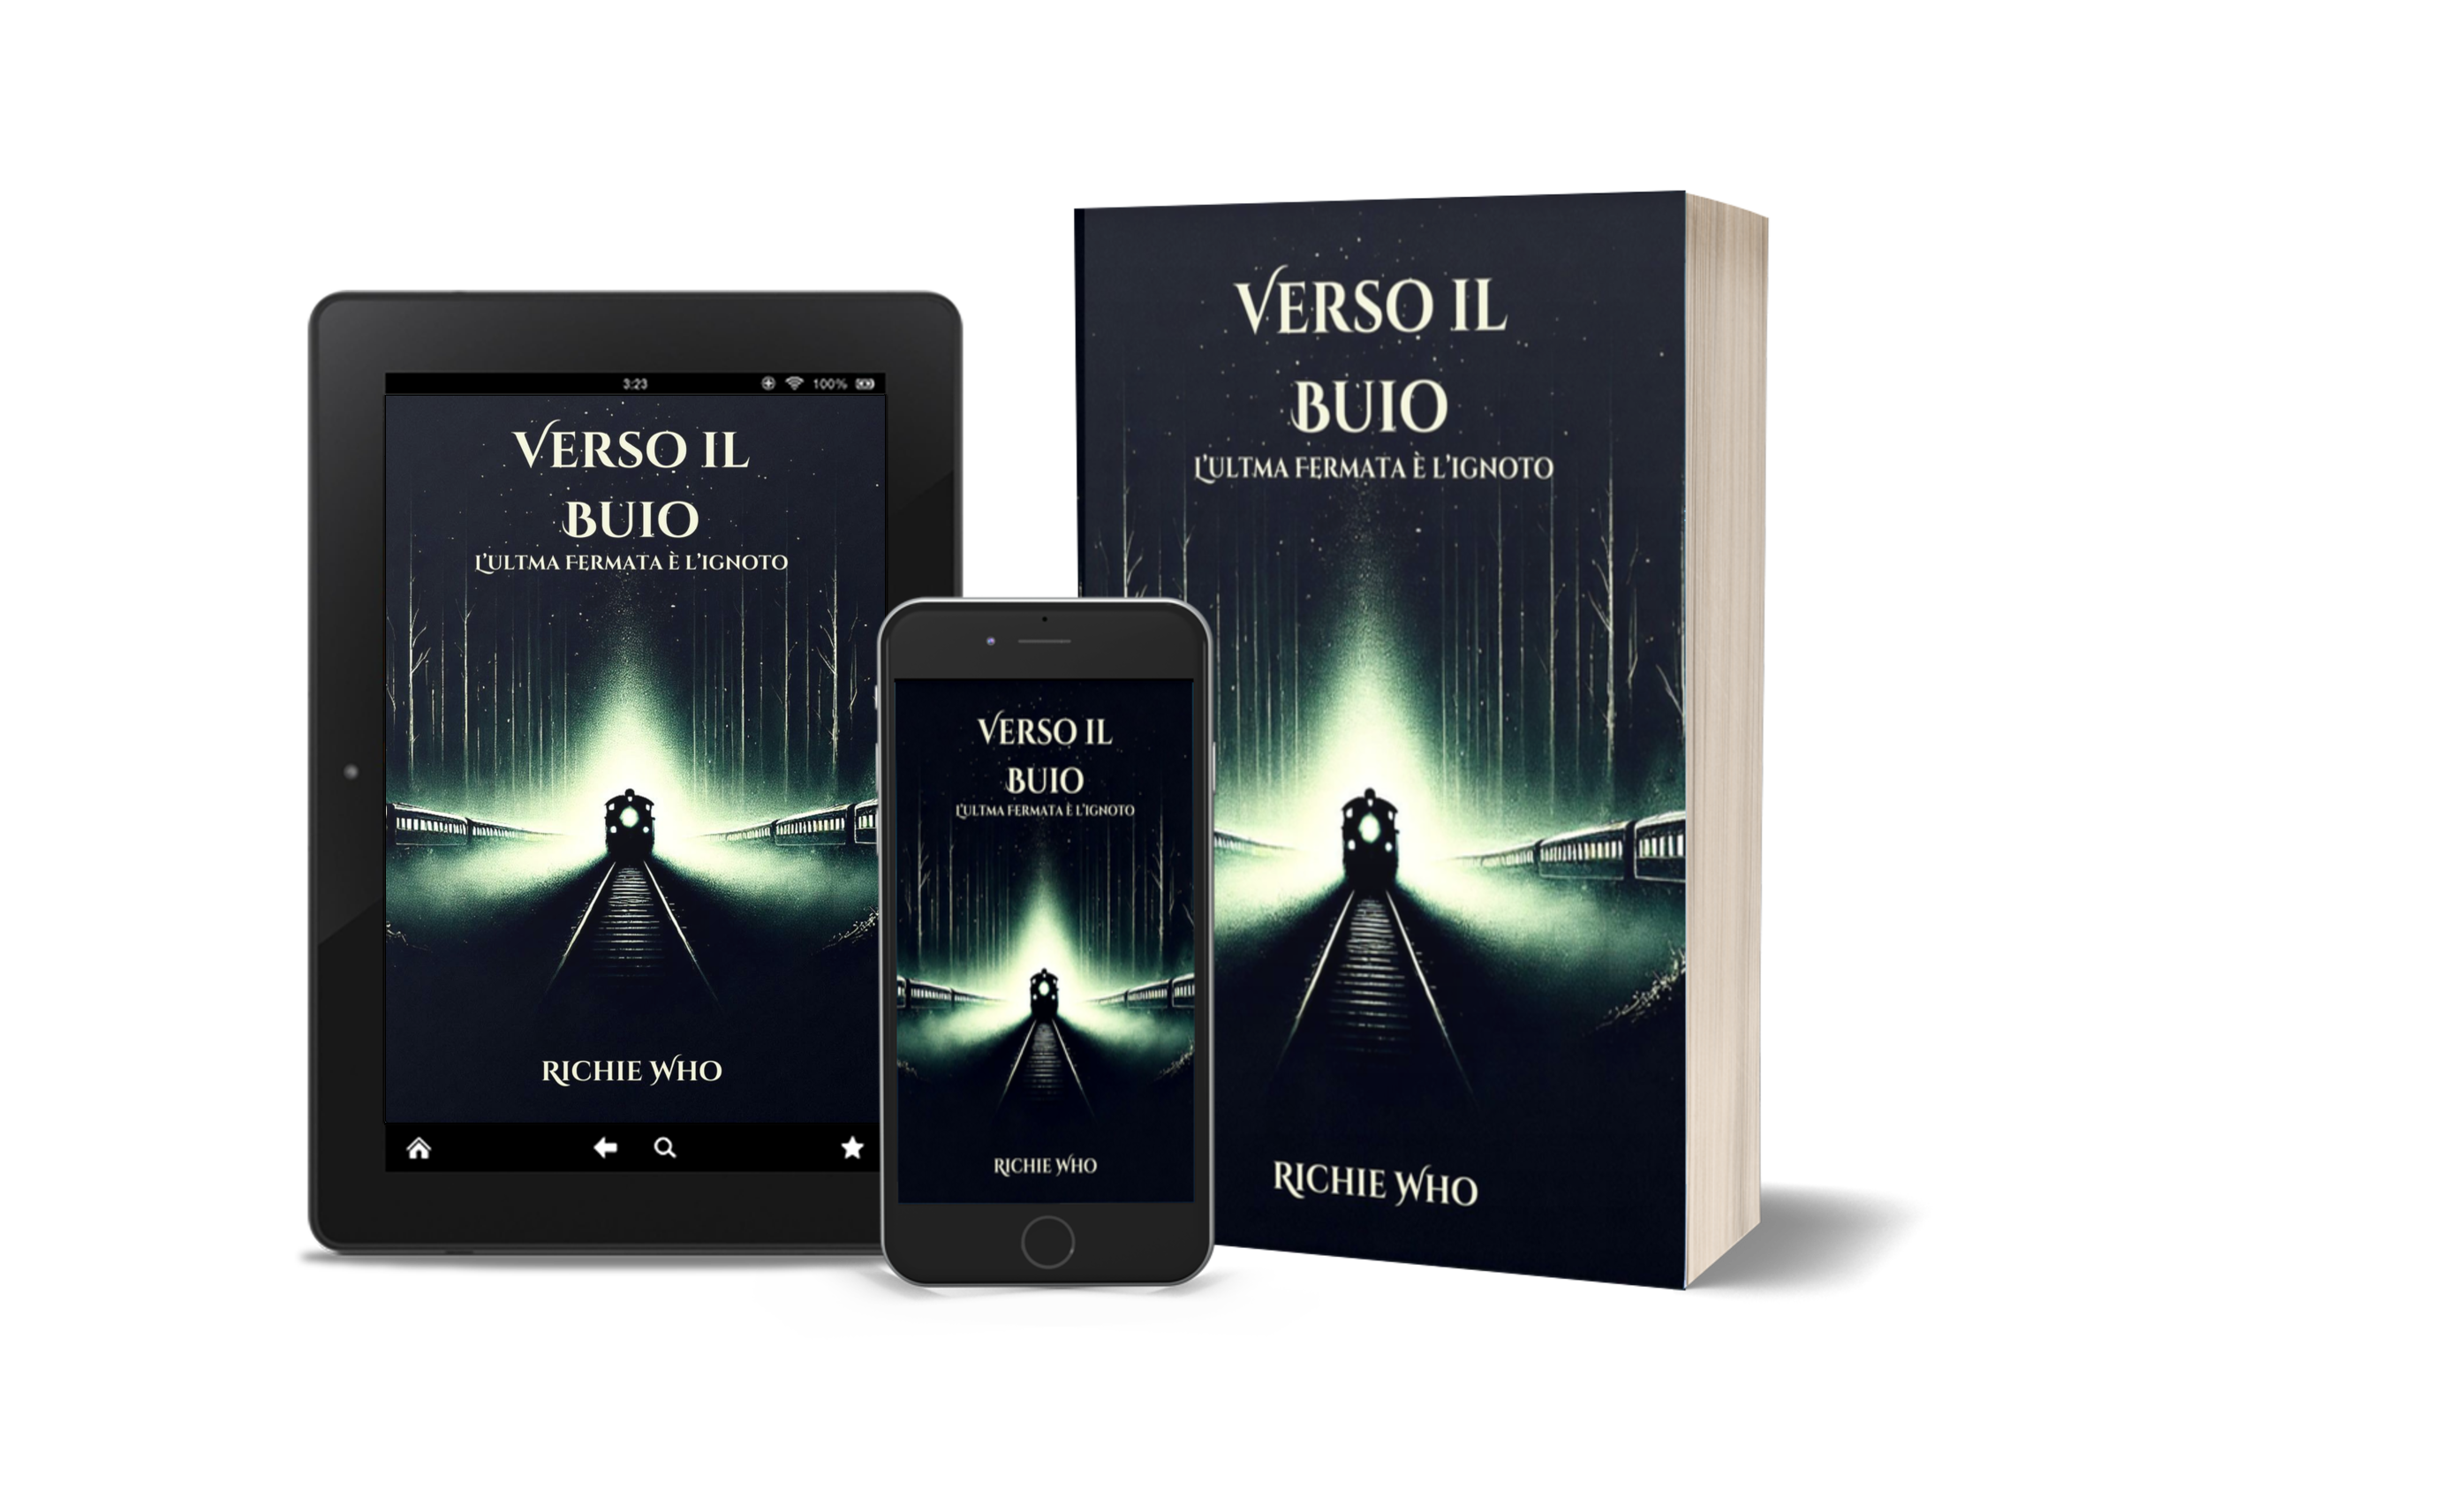 3:23
100%
VERSO IL
BUIO
L'ULTMA FERMATA È L'IGNOTO
RICHIE WHO
VERSO IL
BUIO
L'ULTMA FERMATA È L'IGNOTO
RICHIE WHO
VERSO IL
BUIO
L'ULTMA FERMATA È L'IGNOTO
RICHIE WHO